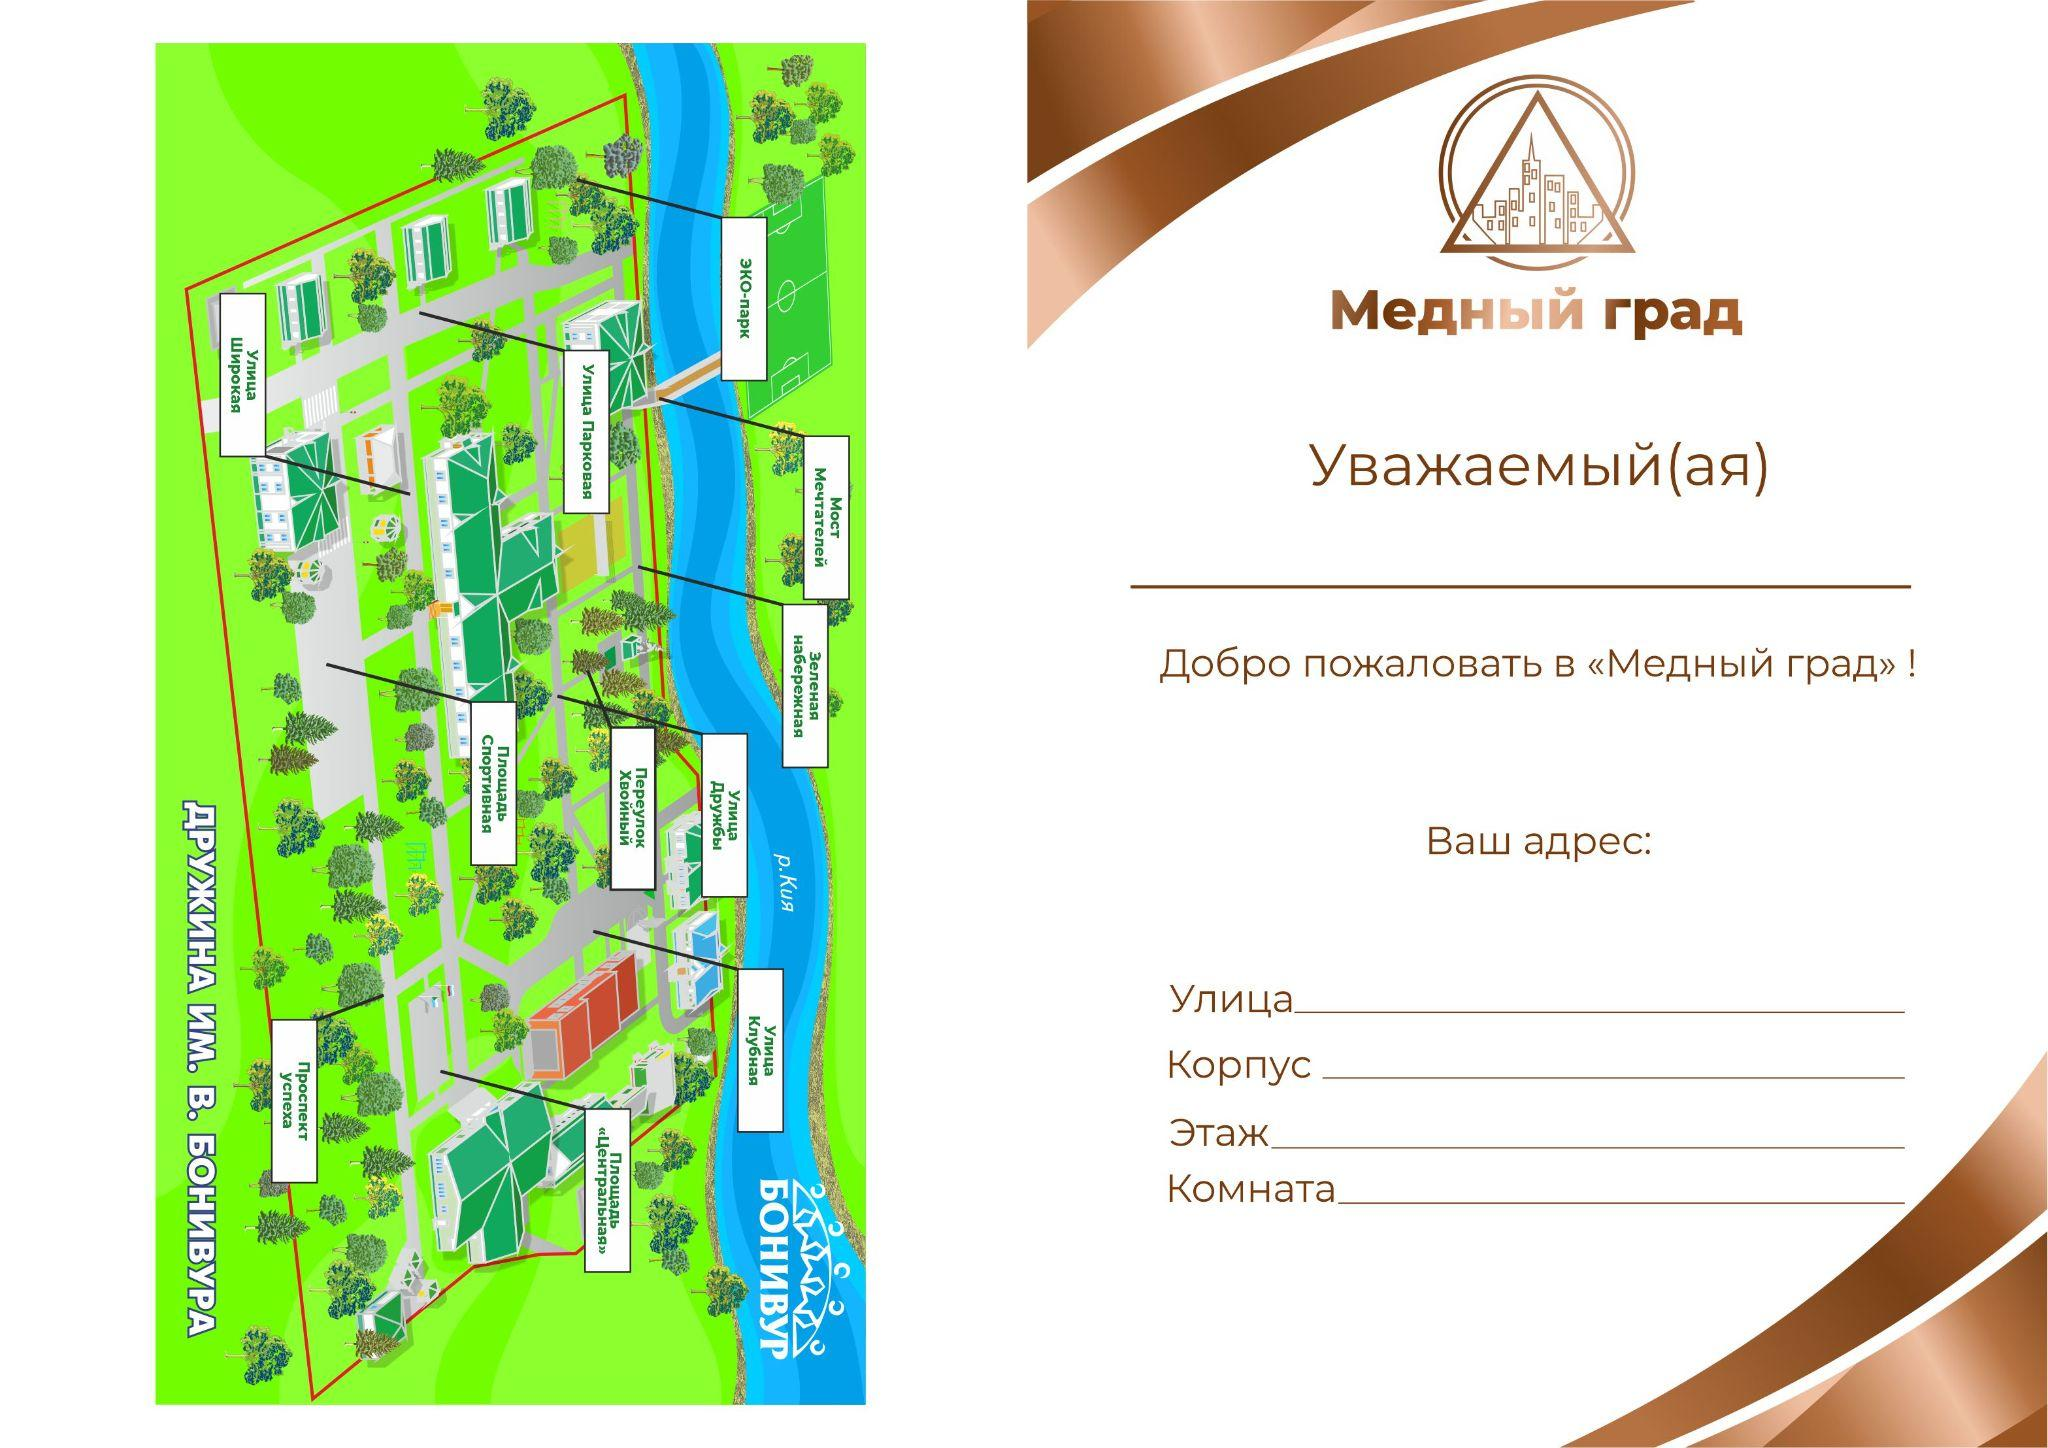 ЭКО-парк
Улица
Широкая
Улица Парковая
Мост
Мечтателей
Зеленая
набережная
Площадь
Спортивная
Переулок
Хвойный
Улица
Дружбы
р.Кия
Улица
Клубная
Проспект
успеха
Площадь
«Центральная»
БОНИВУР
ДРУЖИНА ИМ. В. БОНИВУРА
Медный град
Уважаемый(ая)
Добро пожаловать в «Медный град» !
Ваш адрес:
Улица
Корпус
Этаж
Комната